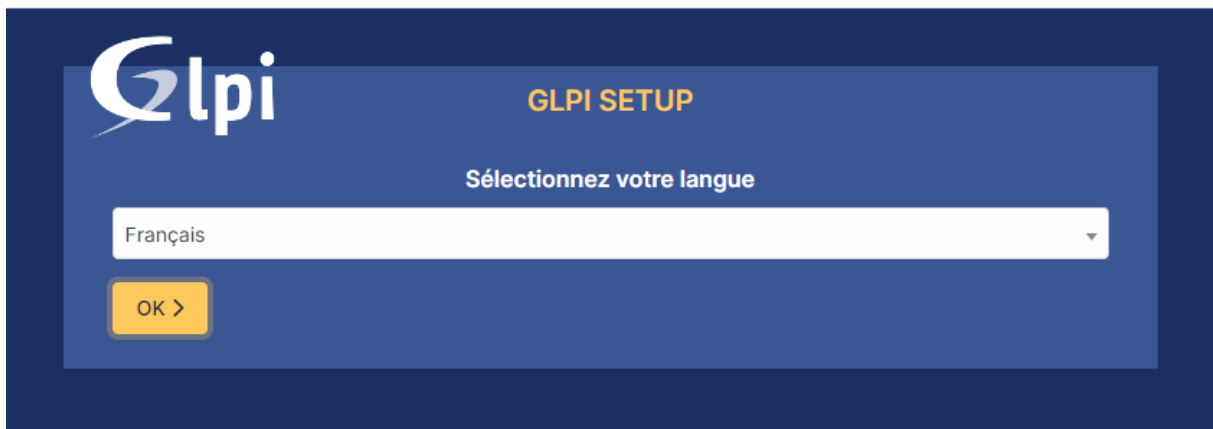 Glpi
GLPI SETUP
Sélectionnez votre langue
Français
OK